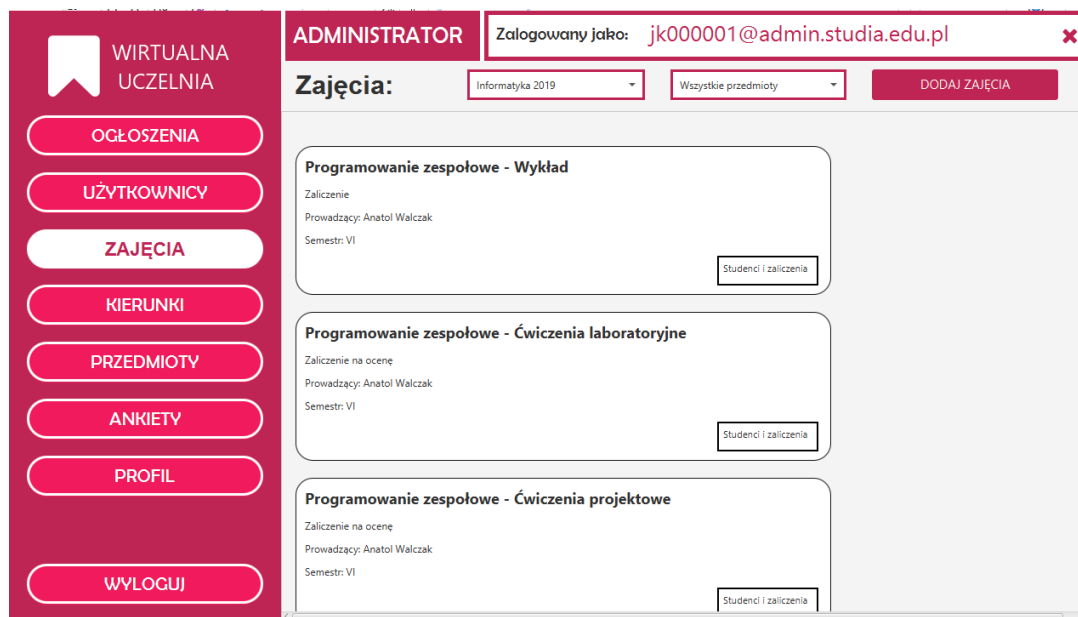 WIRTUALNA
UCZELNIA
OGŁOSZENIA
UŻYTKOWNICY
ZAJĘCIA
KIERUNKI
PRZEDMIOTY
ANKIETY
PROFIL
WYLOGUJ
ADMINISTRATOR
Zalogowany jako: jk000001@admin.studia.edu.pl
Zajęcia:
Informatyka 2019
Wszystkie przedmioty
DODAJ ZAJĘCIA
Programowanie zespołowe - Wykład
Zaliczenie
Prowadzący: Anatol Walczak
Semestr: VI
Studenci i zaliczenia
Programowanie zespołowe - Ćwiczenia laboratoryjne
Zaliczenie na ocenę
Prowadzący: Anatol Walczak
Semestr: VI
Studenci i zaliczenia
Programowanie zespołowe - Ćwiczenia projektowe
Zaliczenie na ocenę
Prowadzący: Anatol Walczak
Semestr: VI
Studenci i zaliczenia